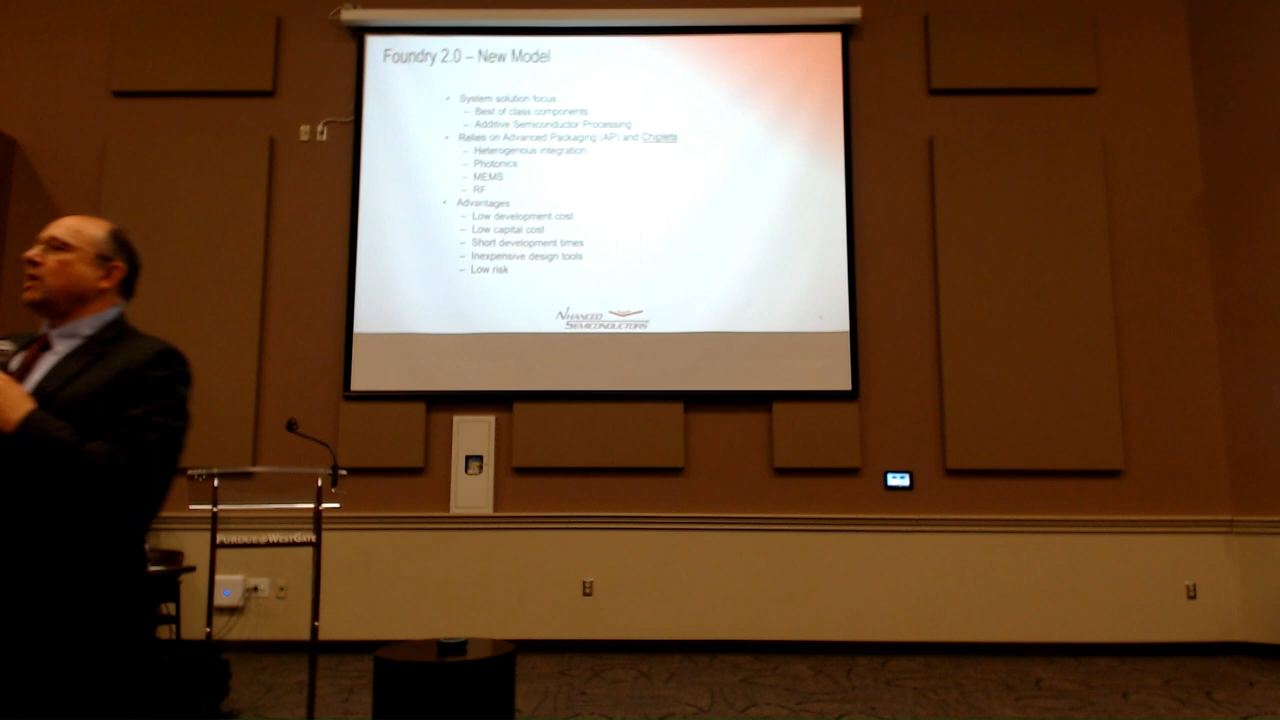 Foundry 2.0 – New Model
• System solution focus
– Best of class components
– Additive Semiconductor Processing
• Relies on Advanced Packaging (AP) and Chiplets
– Heterogenous integration
– Photonics
– MEMS
– RF
• Advantages
– Low development cost
– Low capital cost
– Short development times
– Inexpensive design tools
– Low risk
NHANCED
SEMICONDUCTORS
PURDUE@WESTGATE